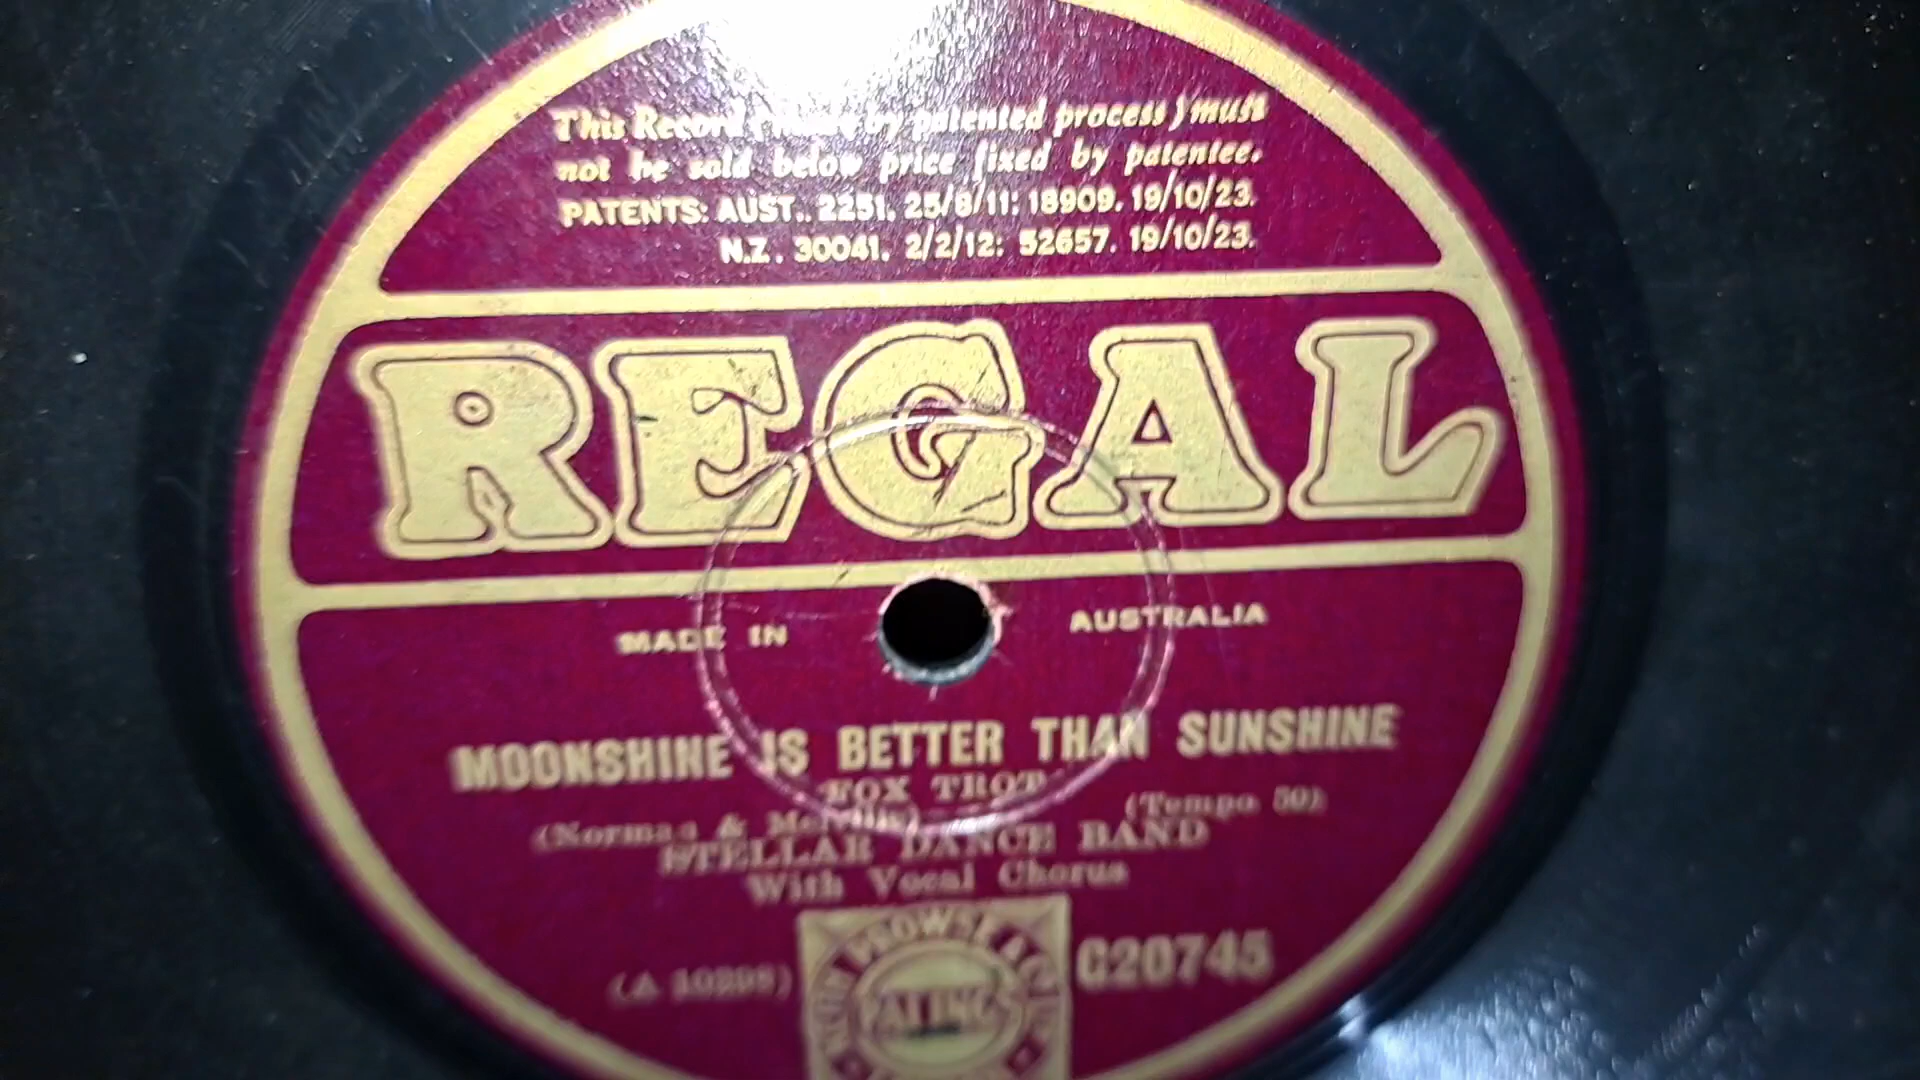 This Record by patented process) must
not be sold below price fixed by patentee.
PATENTS: AUST., 2251, 25/8/11; 18909, 19/10/23.
N.Z. 30041, 2/2/12; 52657, 19/10/23.
REGAL
MADE IN AUSTRALIA
MOONSHINE IS BETTER THAN SUNSHINE
FOX TROT
(Tempo 50)
(Norman &
STELLAR DANCE BAND
With Vocal Chorus
G20745